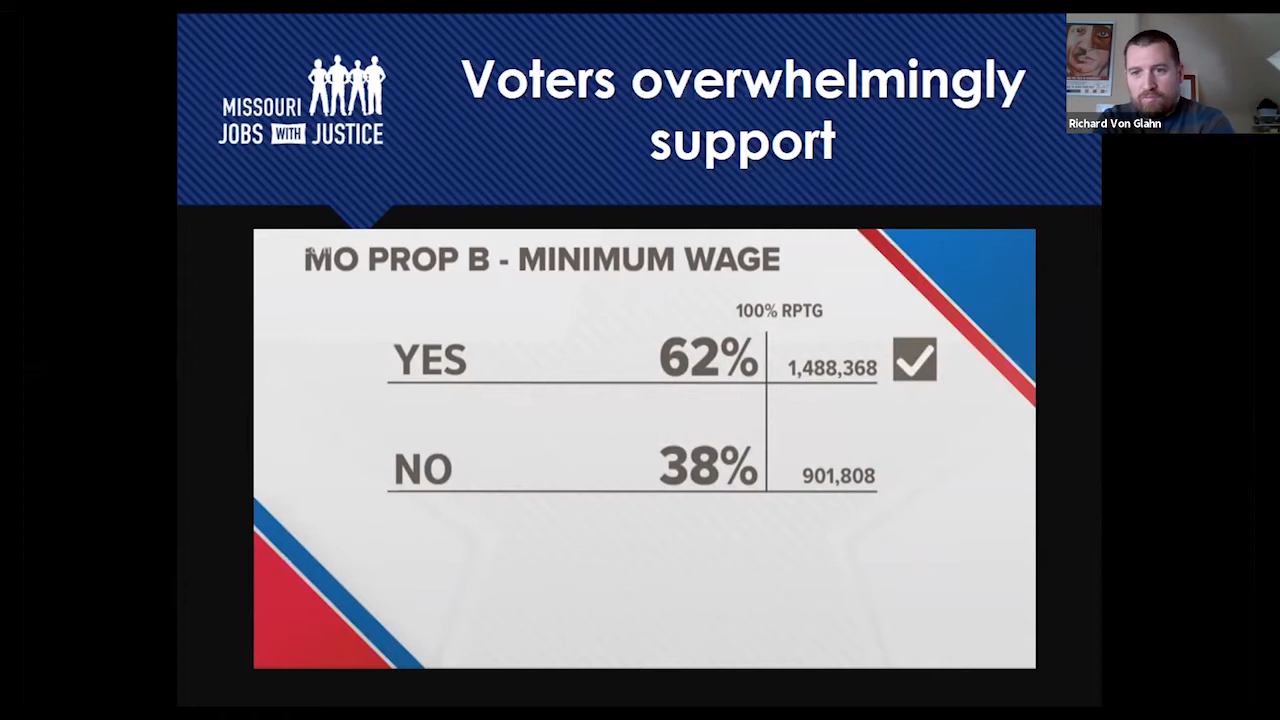 MISSOURI
JOBS WITH JUSTICE
Voters overwhelmingly
support
Richard Von Glahn
MO PROP B - MINIMUM WAGE
100% RPTG
YES 62% 1,488,368
NO 38% 901,808